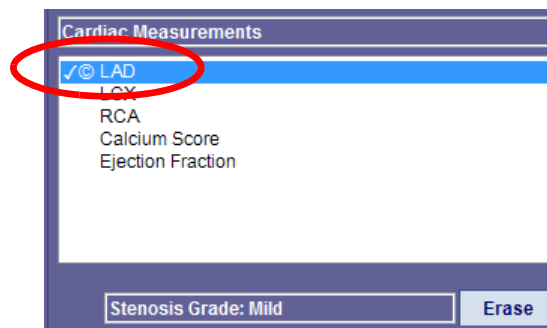 Cardiac Measurements
✓© LAD
LCX
RCA
Calcium Score
Ejection Fraction
Stenosis Grade: Mild
Erase